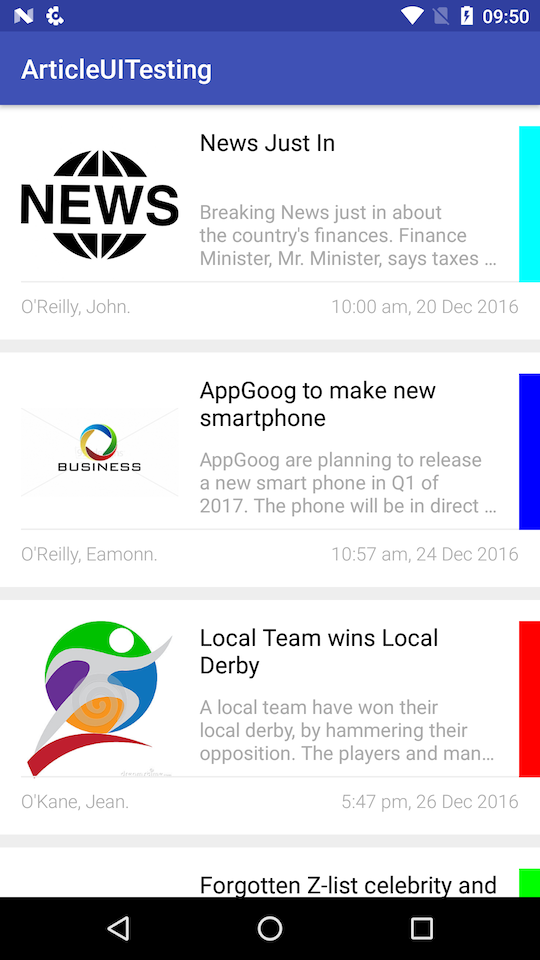 09:50
ArticleUITesting
News Just In
NEWS
Breaking News just in about
the country's finances. Finance
Minister, Mr. Minister, says taxes ...
O'Reilly, John.
10:00 am, 20 Dec 2016
AppGoog to make new
smartphone
BUSINESS
AppGoog are planning to release
a new smart phone in Q1 of
2017. The phone will be in direct ...
O'Reilly, Eamonn.
10:57 am, 24 Dec 2016
Local Team wins Local
Derby
A local team have won their
local derby, by hammering their
opposition. The players and man...
O'Kane, Jean.
5:47 pm, 26 Dec 2016
Forgotten Z-list celebrity and